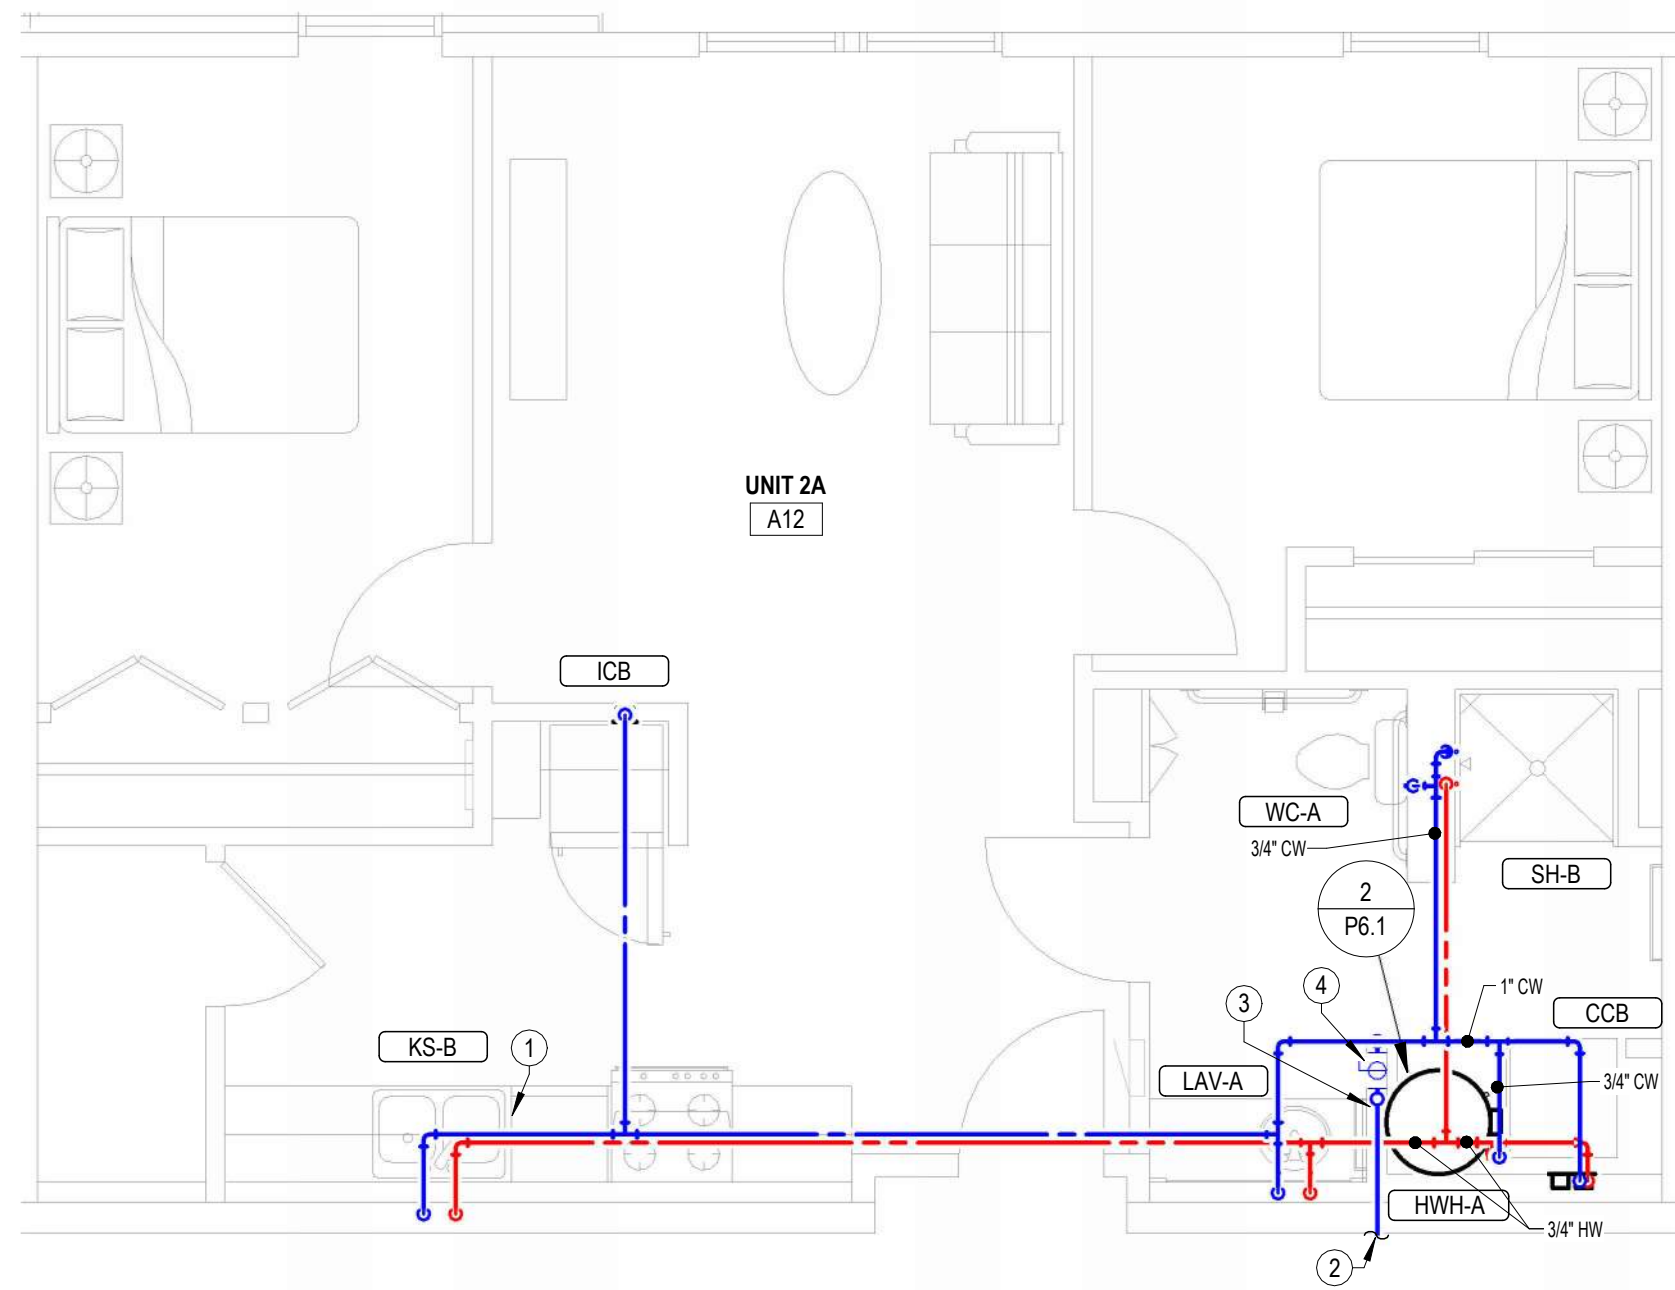 UNIT 2A
A12
ICB
WC-A
3/4" CW
SH-B
2
P6.1
1" CW
3
4
CCB
KS-B
1
LAV-A
3/4" CW
HWH-A
3/4" HW
2